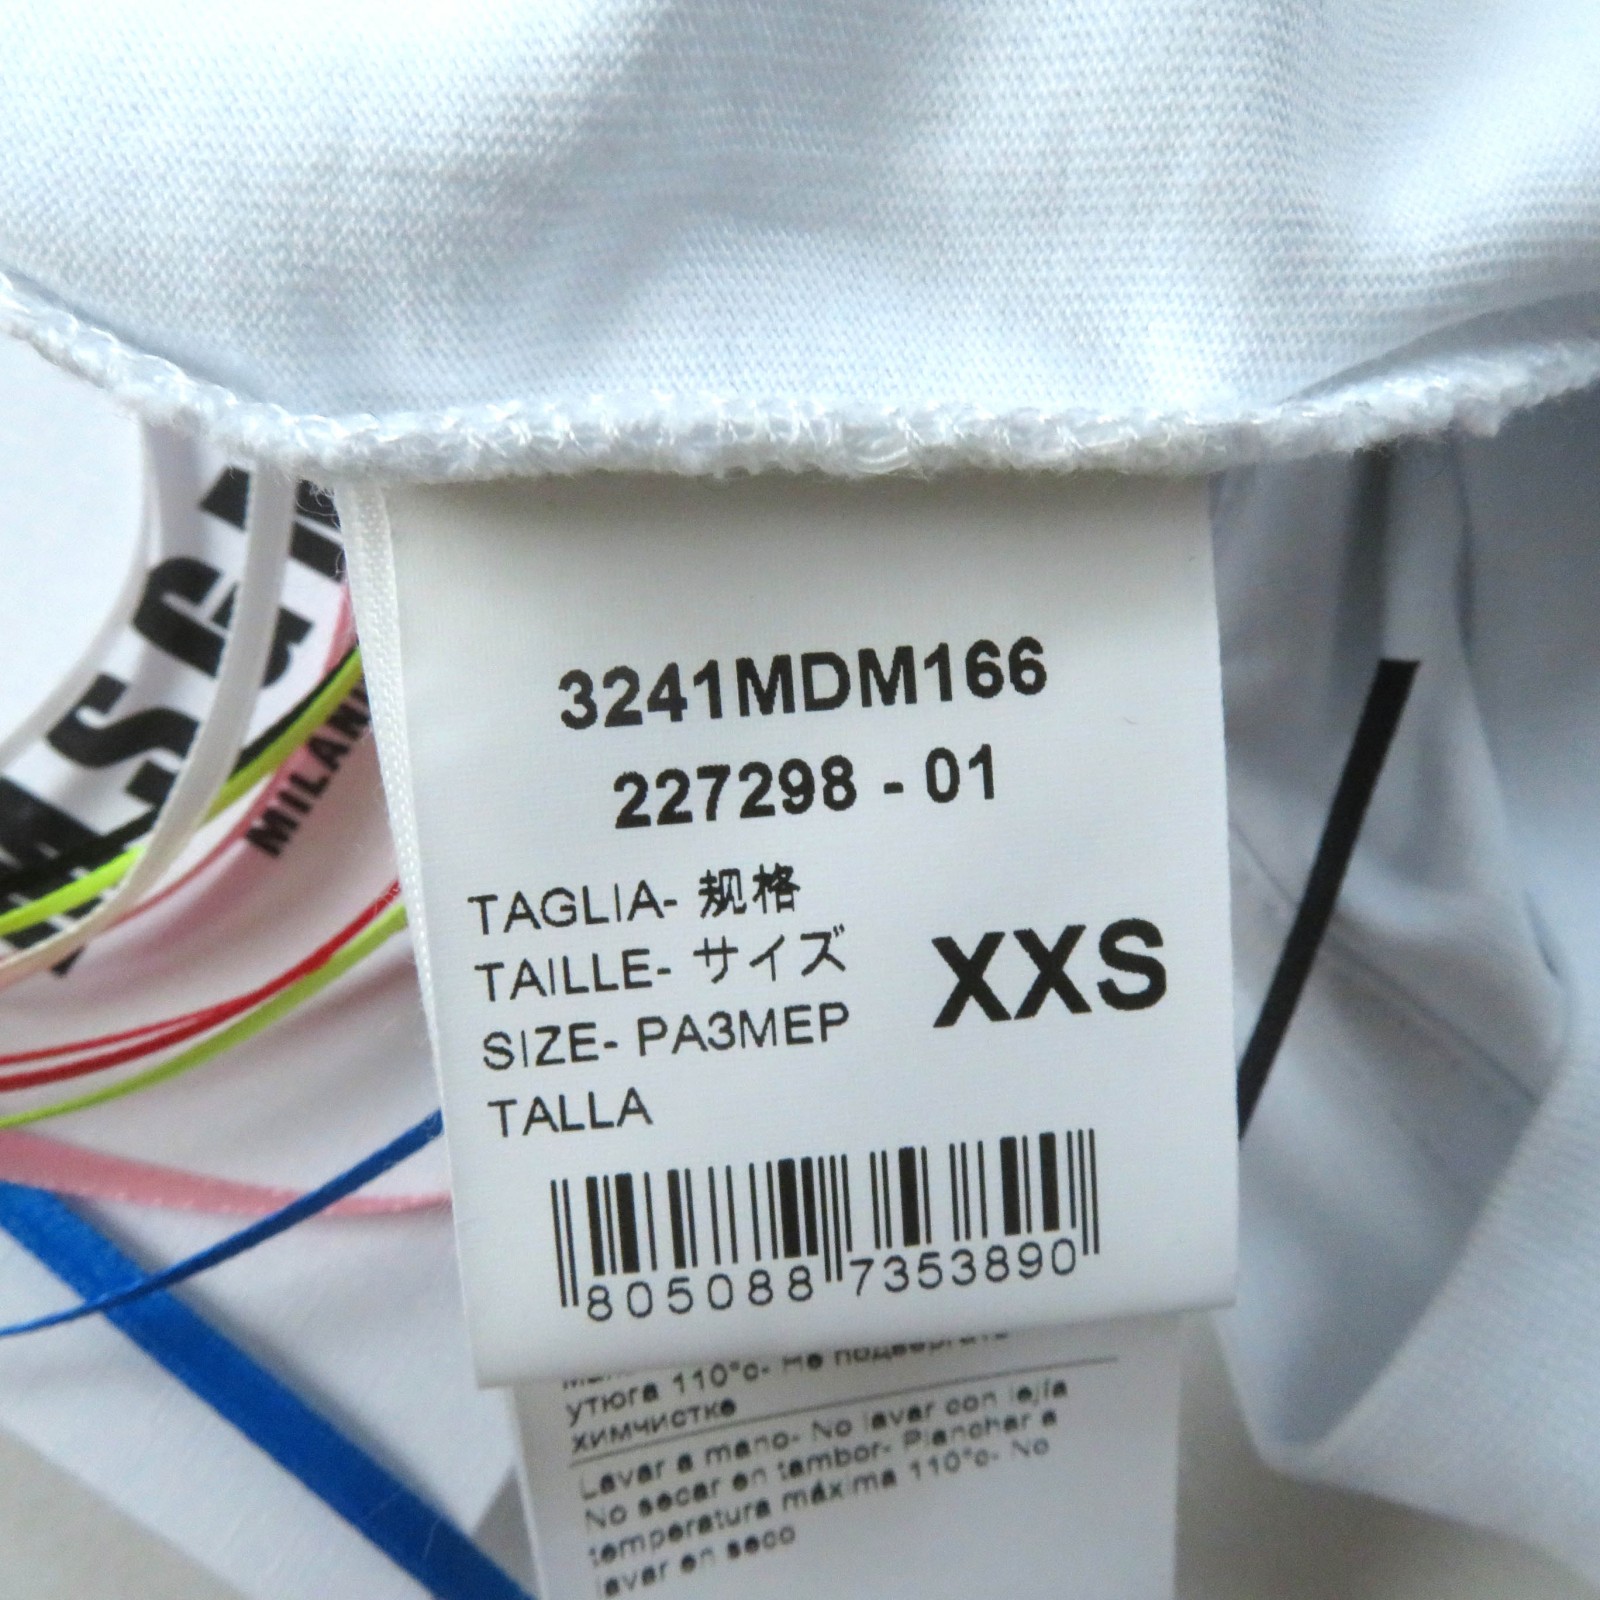 3241MDM166
227298 - 01
TAGLIA- 规格
TAILLE- サイズ
SIZE- РАЗМЕР
TALLA
XXS
805088 7353890
утюга 110°c- Не подвергать
химчистке
Lavar a mano- No lavar con lejía
No secar en tambor- Planchar a
temperatura máxima 110°c- No
lavar en seco
MSG
MILAN